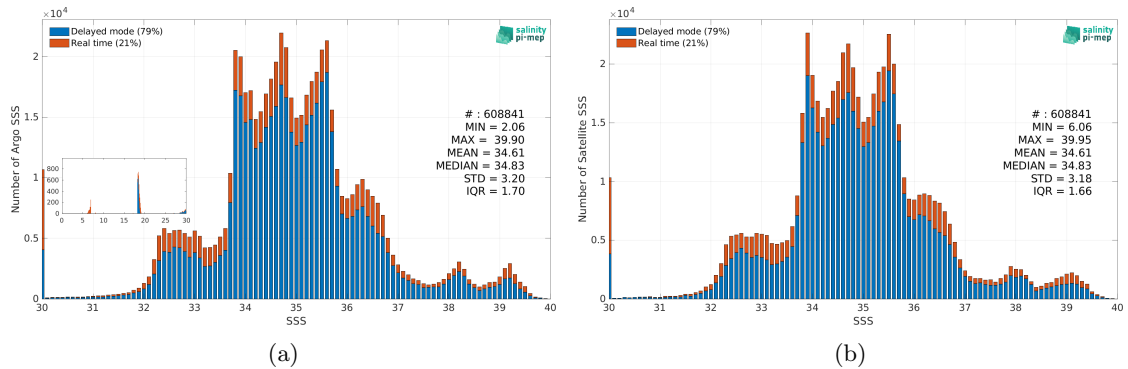 ×10⁴
Delayed mode (79%)
Real time (21%)
salinity
pi-mep
Number of Argo SSS
2
1.5
1
0.5
0
# : 608841
MIN = 2.06
MAX = 39.90
MEAN = 34.61
MEDIAN = 34.83
STD = 3.20
IQR = 1.70
800
600
400
200
0
0 5 10 15 20 25 30
30 31 32 33 34 35 36 37 38 39 40
SSS
(a)
×10⁴
Delayed mode (79%)
Real time (21%)
salinity
pi-mep
Number of Satellite SSS
2
1.5
1
0.5
0
# : 608841
MIN = 6.06
MAX = 39.95
MEAN = 34.61
MEDIAN = 34.83
STD = 3.18
IQR = 1.66
30 31 32 33 34 35 36 37 38 39 40
SSS
(b)